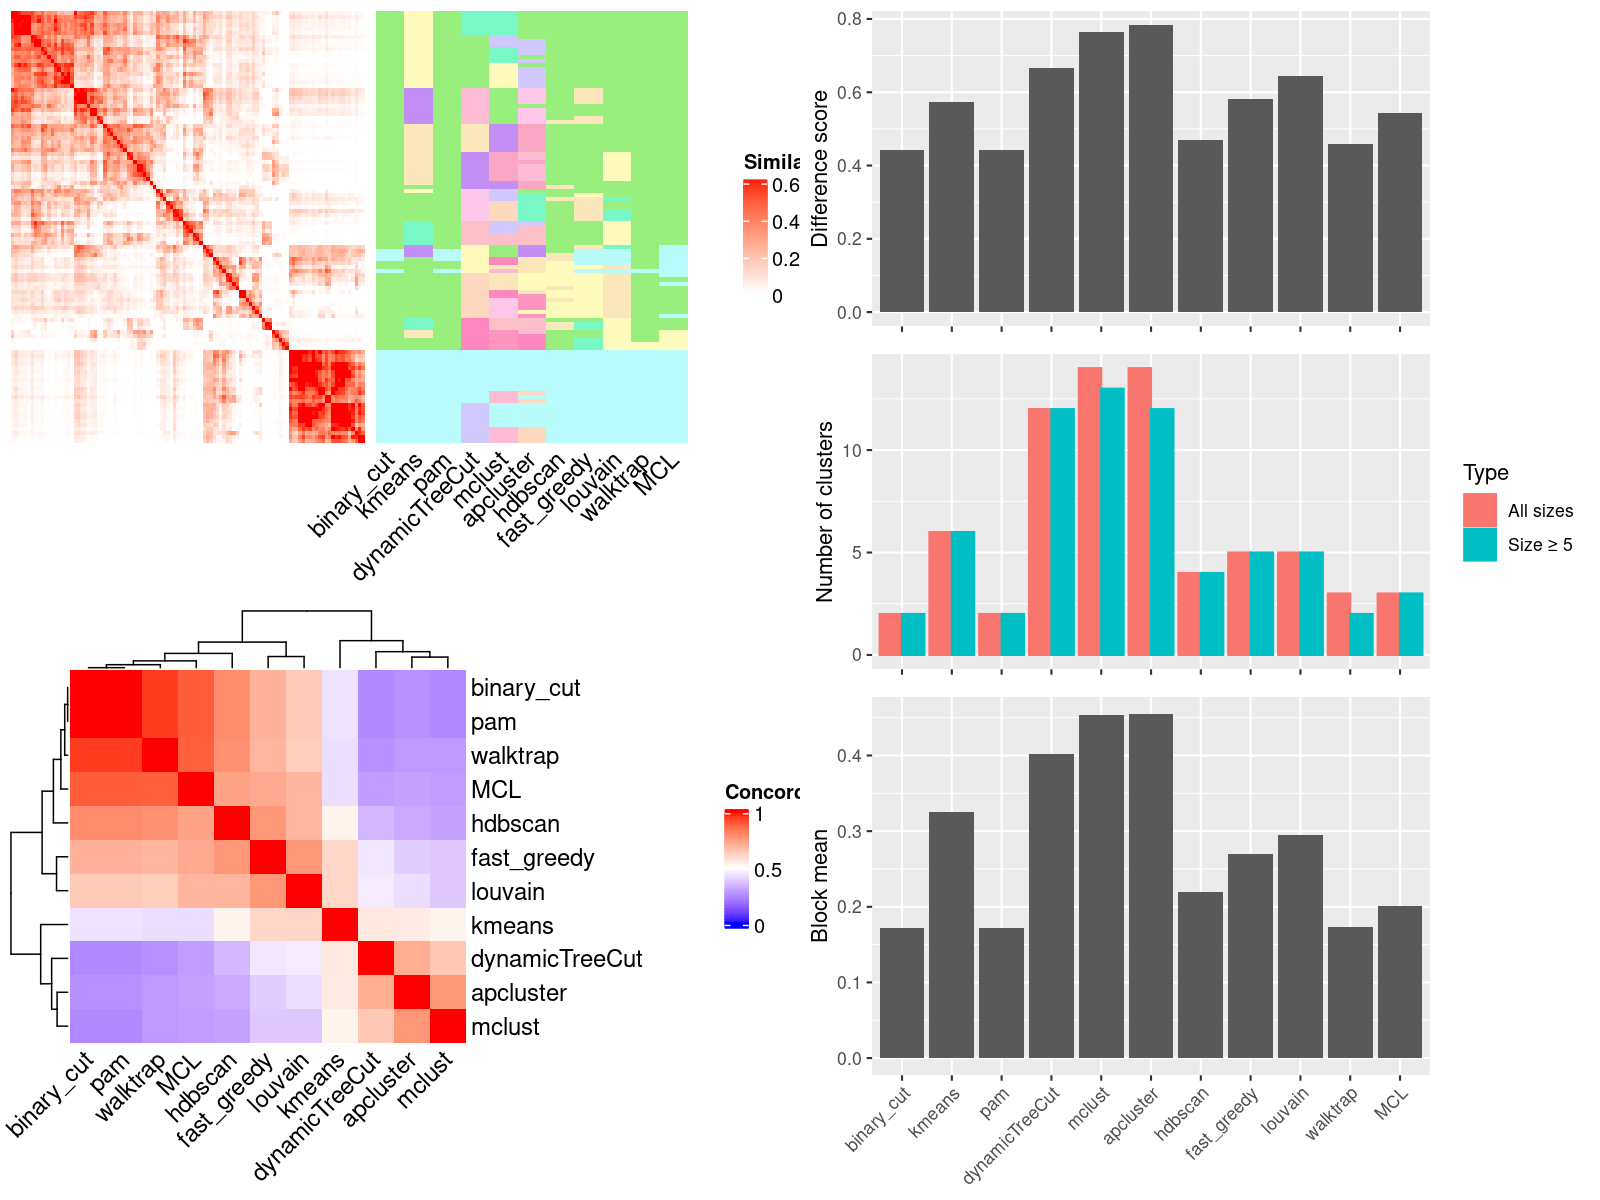 Simila
0.6
0.4
0.2
0
binary_cut
kmeans
pam
dynamicTreeCut
mclust
apcluster
hdbscan
fast_greedy
louvain
walktrap
MCL
binary_cut
pam
walktrap
MCL
hdbscan
fast_greedy
louvain
kmeans
dynamicTreeCut
apcluster
mclust
binary_cut
pam
walktrap
MCL
hdbscan
fast_greedy
louvain
kmeans
dynamicTreeCut
apcluster
mclust
Concord
1
0.5
0
Difference score
0.8
0.6
0.4
0.2
0.0
Number of clusters
10
5
0
Type
All sizes
Size ≥ 5
Block mean
0.4
0.3
0.2
0.1
0.0
binary_cut
kmeans
pam
dynamicTreeCut
mclust
apcluster
hdbscan
fast_greedy
louvain
walktrap
MCL